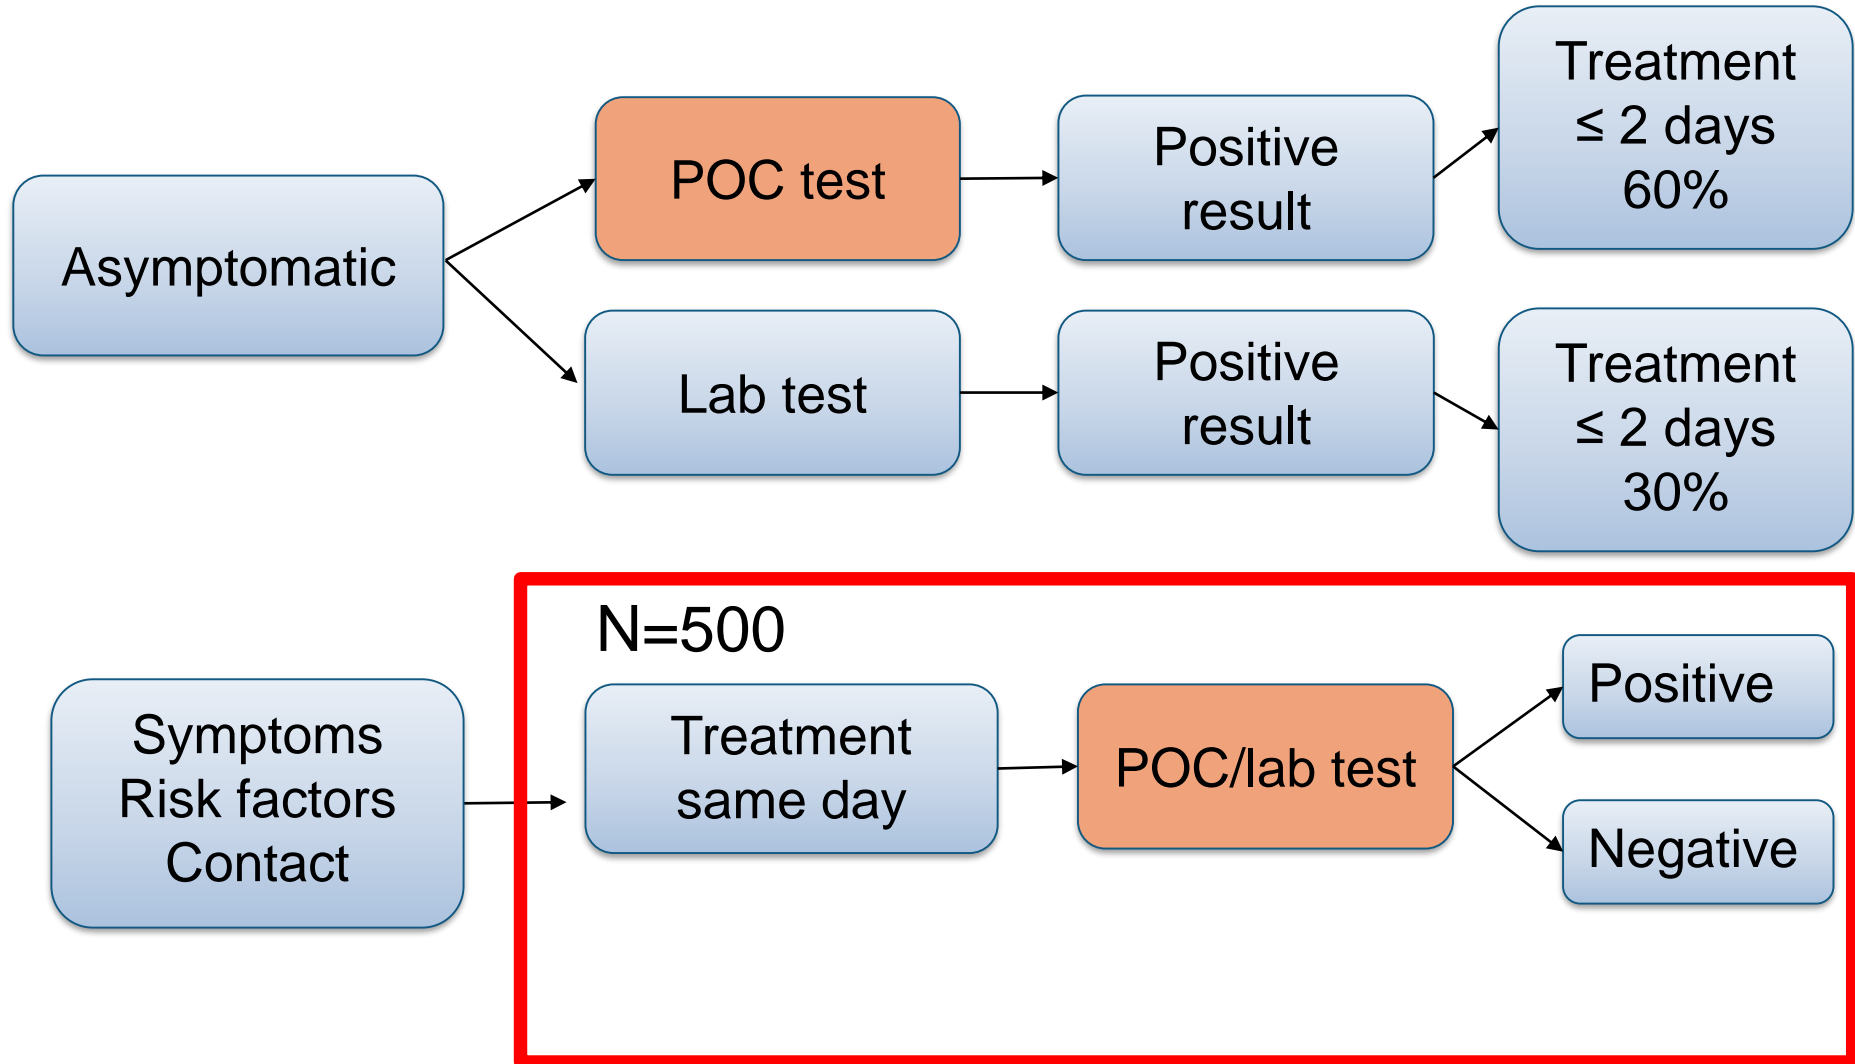 Asymptomatic
POC test
Positive
result
Treatment
≤ 2 days
60%
Lab test
Positive
result
Treatment
≤ 2 days
30%
Symptoms
Risk factors
Contact
N=500
Treatment
same day
POC/lab test
Positive
Negative